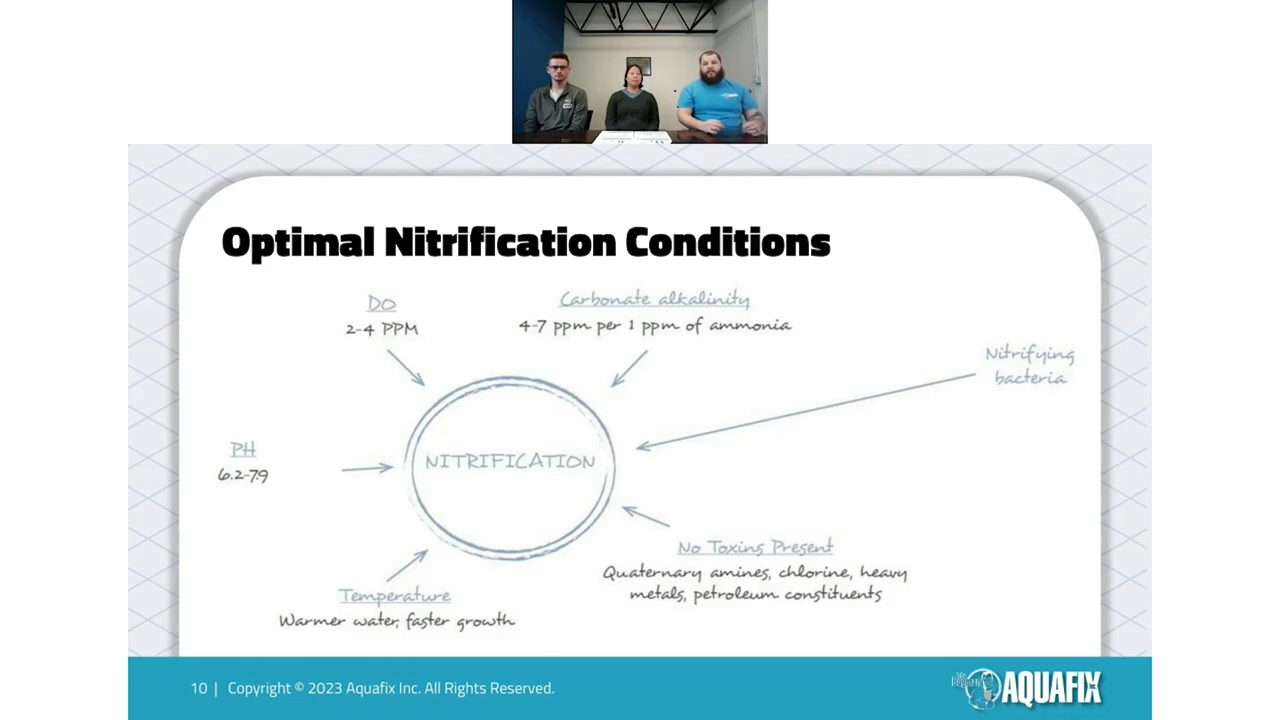 Optimal Nitrification Conditions
DO
2-4 PPM
Carbonate alkalinity
4-7 ppm per 1 ppm of ammonia
Nitrifying
bacteria
PH
6.2-7.9
NITRIFICATION
No Toxins Present
Quaternary amines, chlorine, heavy
metals, petroleum constituents
Temperature
Warmer water, faster growth
10 | Copyright © 2023 Aquafix Inc. All Rights Reserved.
AQUAFIX